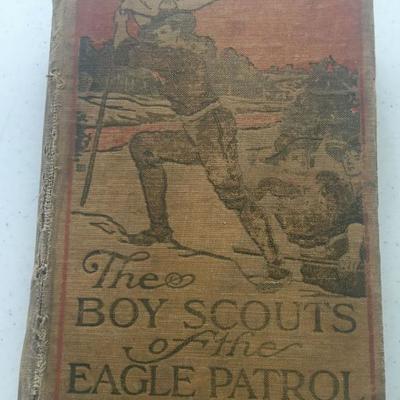 The
BOY SCOUTS
of the
EAGLE PATROL